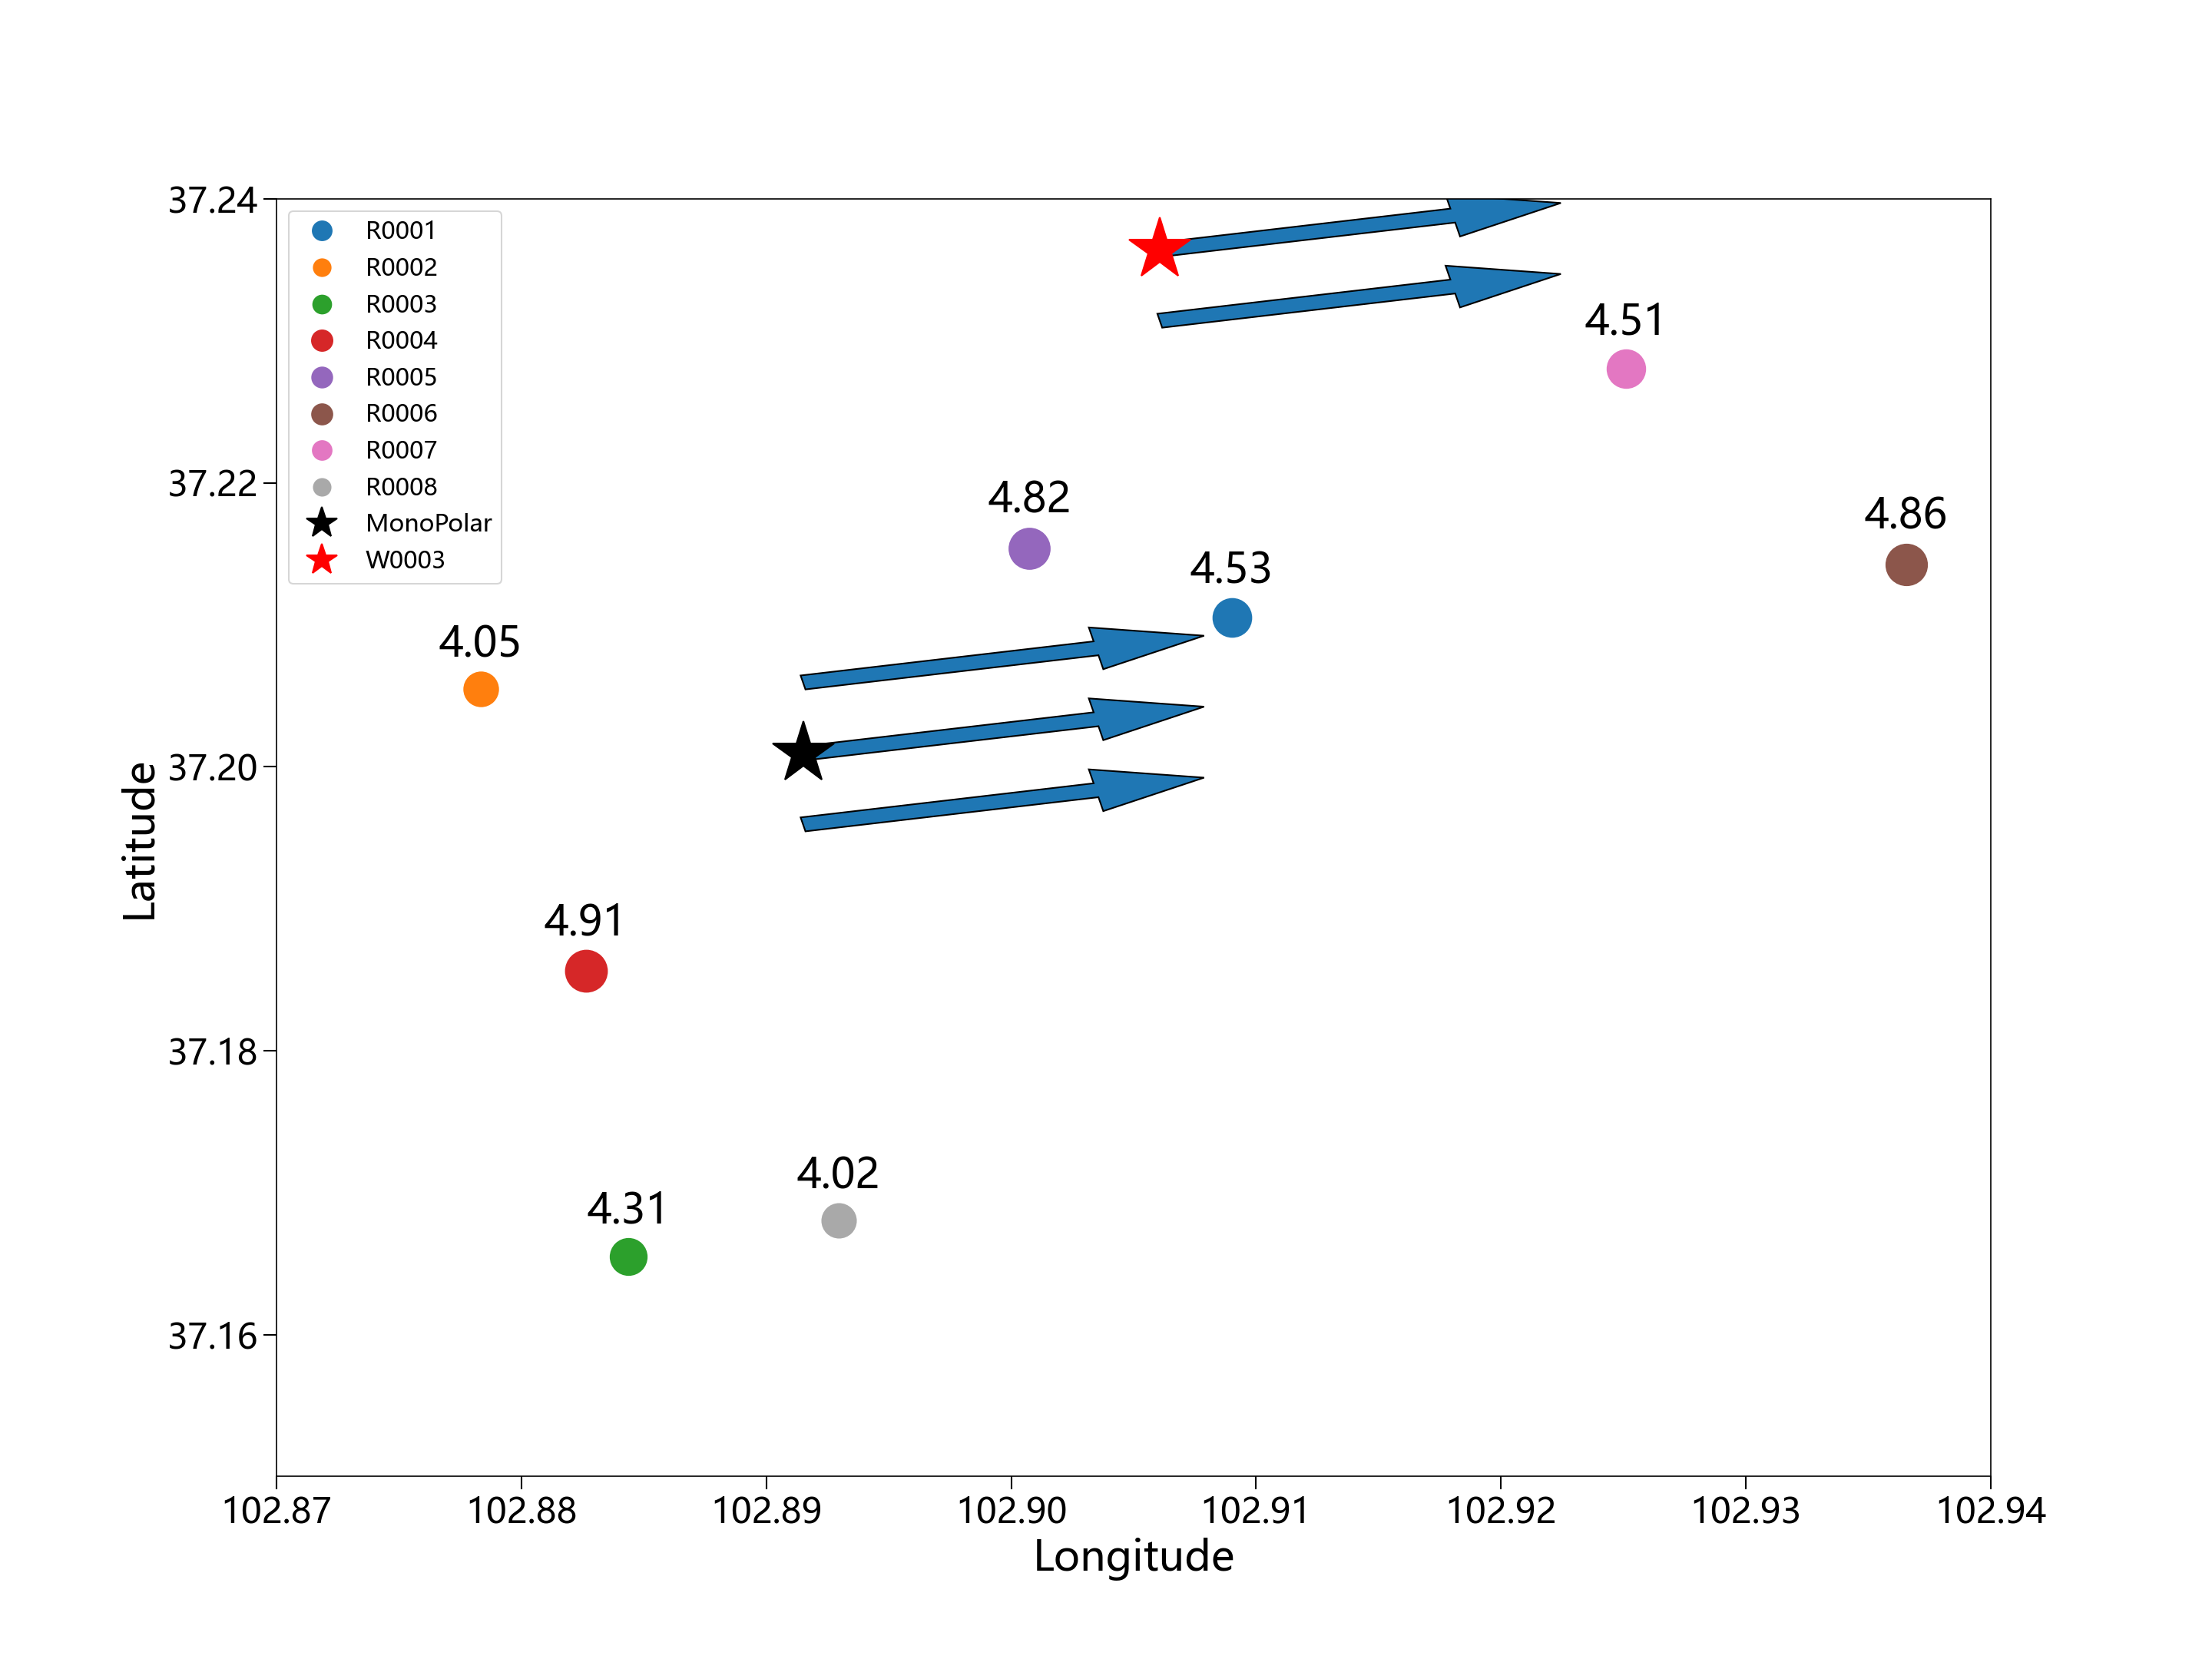 37.24
R0001
R0002
R0003
R0004
R0005
R0006
R0007
R0008
MonoPolar
W0003
4.51
37.22
4.82
4.86
4.53
4.05
37.20
Latitude
4.91
37.18
4.02
4.31
37.16
102.87 102.88 102.89 102.90 102.91 102.92 102.93 102.94
Longitude